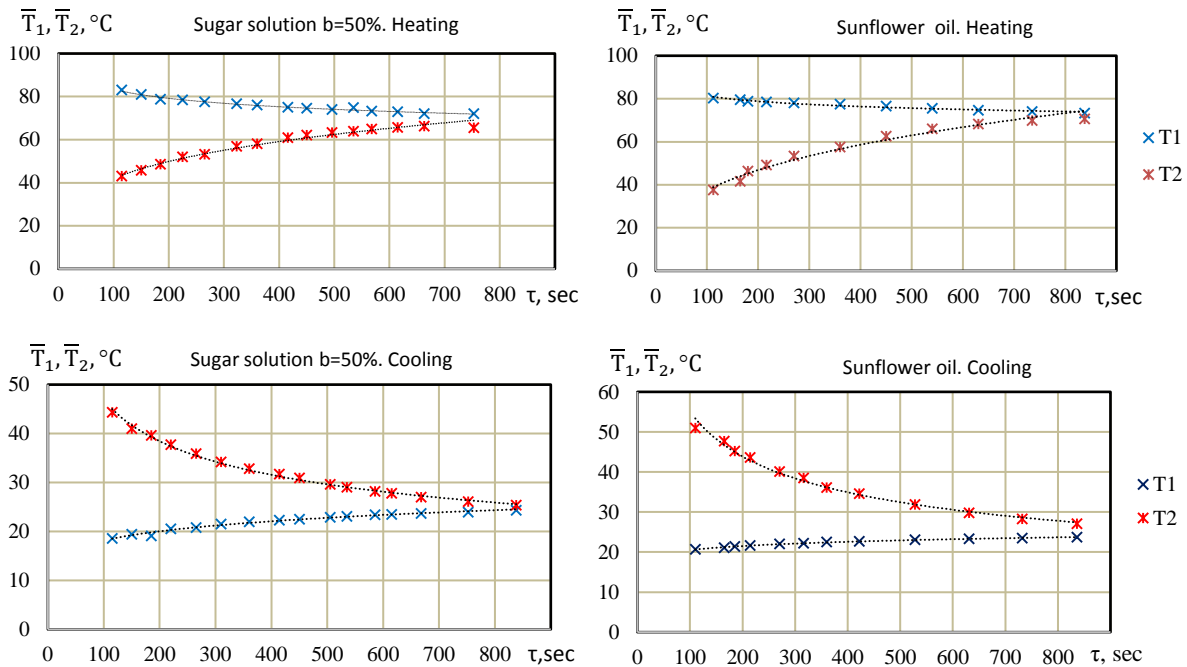 T̅₁, T̅₂, °C
Sugar solution b=50%. Heating
100
80
60
40
20
0
0 100 200 300 400 500 600 700 800 τ, sec
T̅₁, T̅₂, °C
Sunflower oil. Heating
100
80
60
40
20
0
0 100 200 300 400 500 600 700 800 τ,sec
T1
T2
T̅₁, T̅₂, °C
Sugar solution b=50%. Cooling
50
40
30
20
10
0
0 100 200 300 400 500 600 700 800 τ,sec
T̅₁, T̅₂, °C
Sunflower oil. Cooling
60
50
40
30
20
10
0
0 100 200 300 400 500 600 700 800 τ,sec
T1
T2